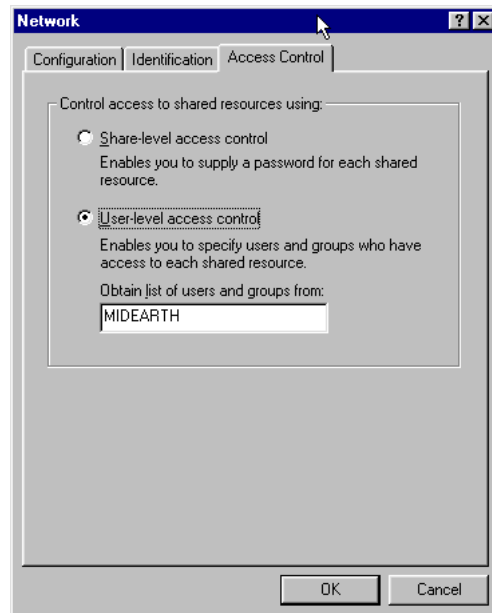 Network
Configuration Identification Access Control
Control access to shared resources using:
Share-level access control
Enables you to supply a password for each shared
resource.
User-level access control
Enables you to specify users and groups who have
access to each shared resource.
Obtain list of users and groups from:
MIDEARTH
OK Cancel